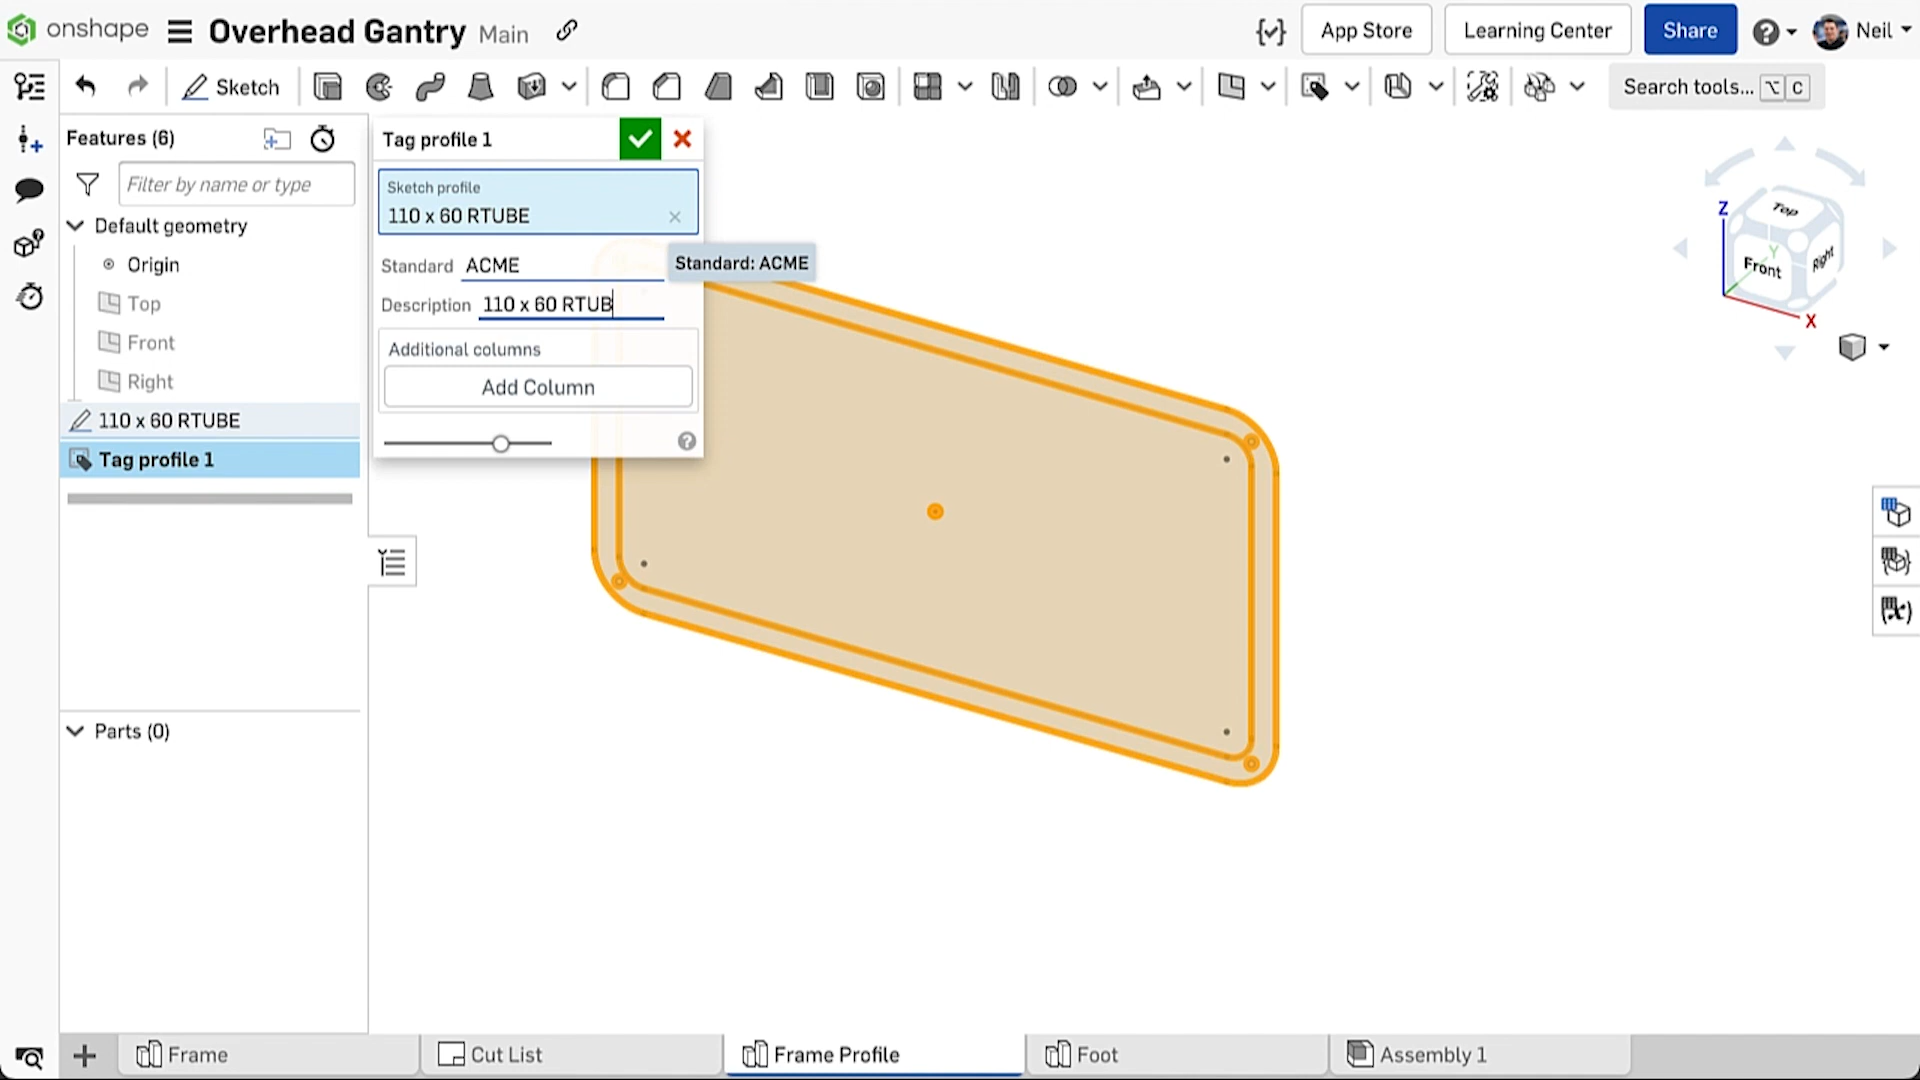 onshape Overhead Gantry Main App Store Learning Center Share Neil
Sketch Search tools... ⌥ C
Features (6)
Filter by name or type
Default geometry
Origin
Top
Front
Right
110 x 60 RTUBE
Tag profile 1
Parts (0)
Tag profile 1
Sketch profile
110 x 60 RTUBE
Standard ACME
Standard: ACME
Description 110 x 60 RTUB
Additional columns
Add Column
Top
Front
Right
Z
Y
X
Frame Cut List Frame Profile Foot Assembly 1